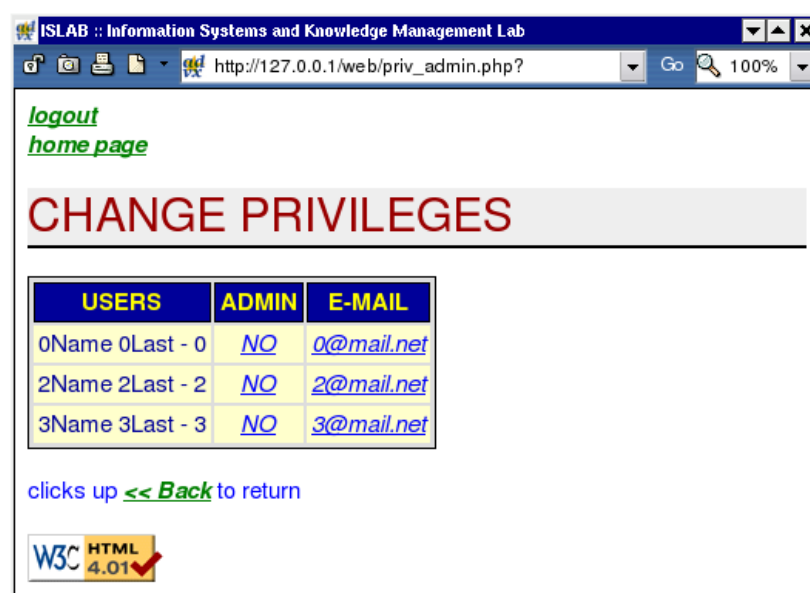 ISLAB :: Information Systems and Knowledge Management Lab
http://127.0.0.1/web/priv_admin.php? Go 100%
logout
home page
CHANGE PRIVILEGES
USERS ADMIN E-MAIL
0Name 0Last - 0 NO 0@mail.net
2Name 2Last - 2 NO 2@mail.net
3Name 3Last - 3 NO 3@mail.net
clicks up << Back to return
W3C HTML
4.01